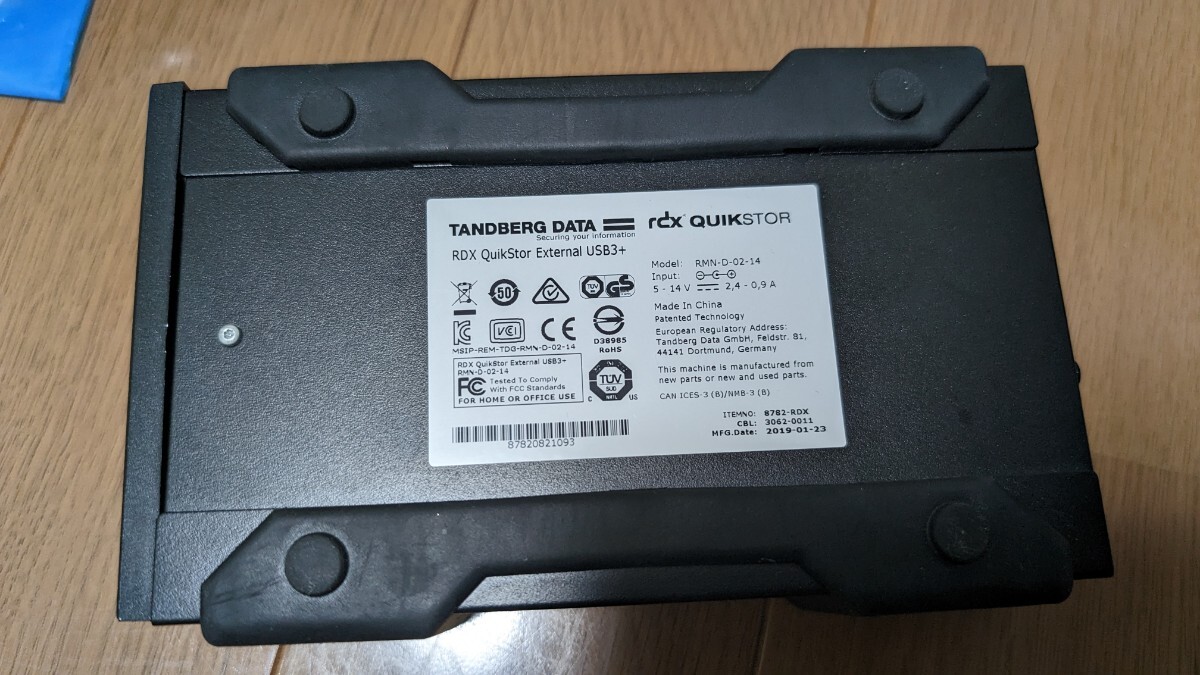 TANDBERG DATA
Securing your information
rdx QUIKSTOR
RDX QuikStor External USB3+
50
TÜV GS
VCI
CE
D38985
RoHS
MSIP-REM-TDG-RMN-D-02-14
RDX QuikStor External USB3+
RMN-D-02-14
FC Tested To Comply
With FCC Standards
FOR HOME OR OFFICE USE
TÜV
SÜD
NRTL
C US
87820821093
Model: RMN-D-02-14
Input:
5 - 14 V 2,4 - 0,9 A
Made In China
Patented Technology
European Regulatory Address:
Tandberg Data GmbH, Feldstr. 81,
44141 Dortmund, Germany
This machine is manufactured from
new parts or new and used parts.
CAN ICES-3 (B)/NMB-3 (B)
ITEMNO: 8782-RDX
CBL: 3062-0011
MFG.Date: 2019-01-23